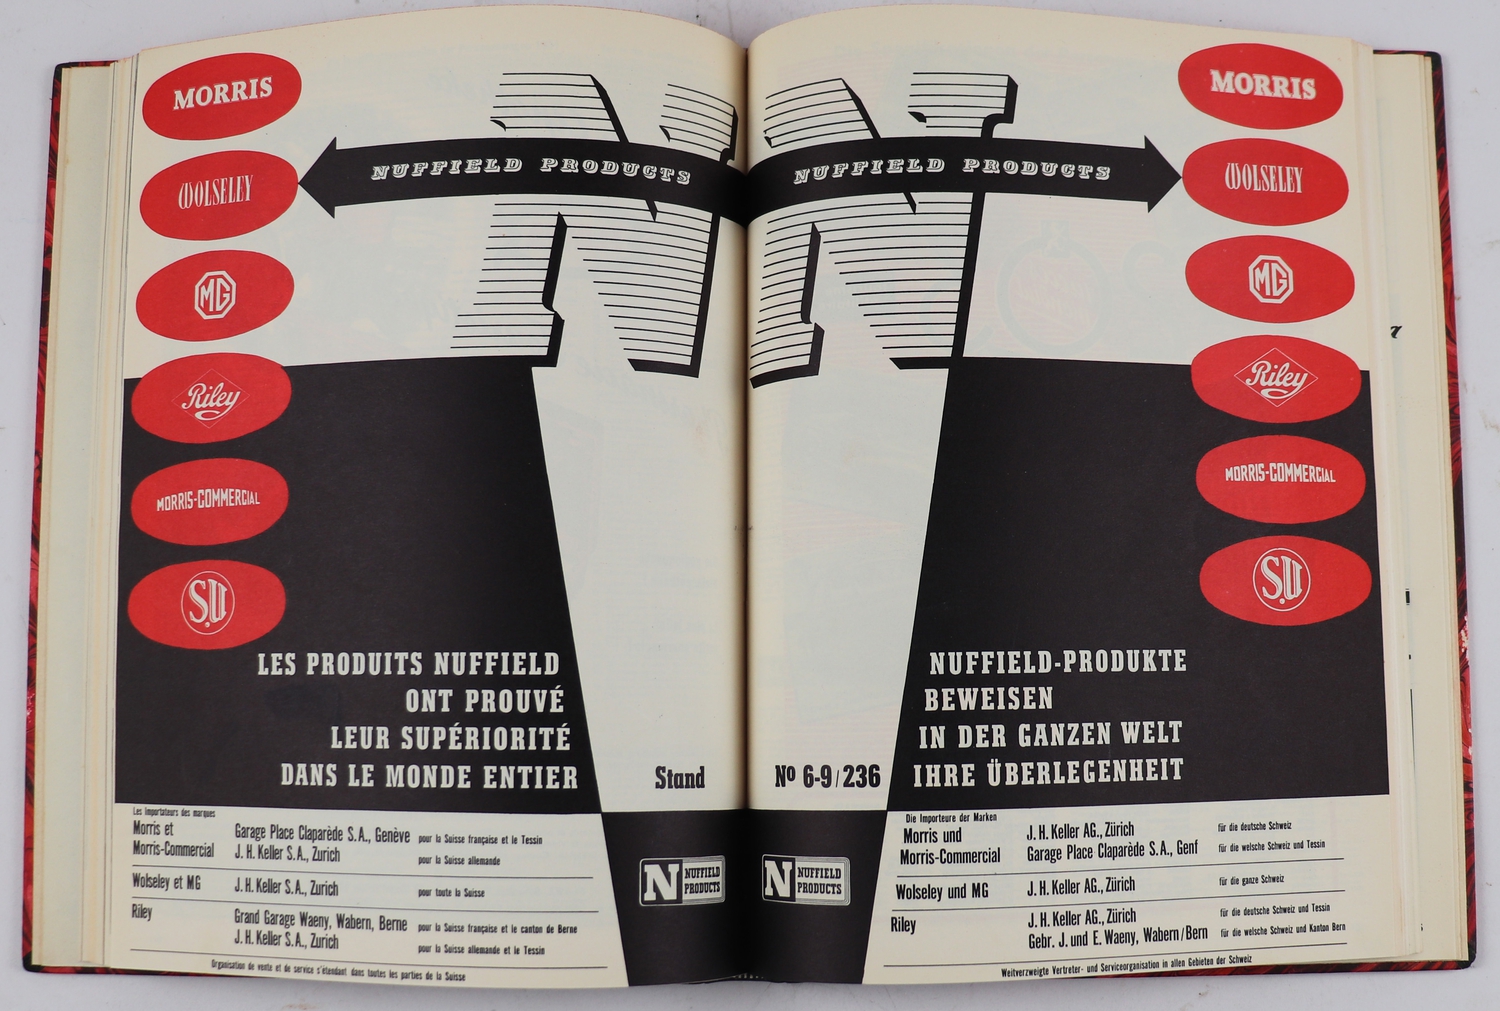 MORRIS
WOLSELEY
MG
Riley
MORRIS-COMMERCIAL
S.U
N
NUFFIELD PRODUCTS
LES PRODUITS NUFFIELD
ONT PROUVÉ
LEUR SUPÉRIORITÉ
DANS LE MONDE ENTIER
Stand
Les importateurs des marques
Morris et Garage Place Claparède S.A., Genève pour la Suisse française et le Tessin
Morris-Commercial J. H. Keller S.A., Zurich pour la Suisse allemande
Wolseley et MG J. H. Keller S.A., Zurich pour toute la Suisse
Riley Grand Garage Waeny, Wabern, Berne pour la Suisse française et le canton de Berne
J. H. Keller S.A., Zurich pour la Suisse allemande et le Tessin
Organisation de vente et de service s'étendant dans toutes les parties de la Suisse
N NUFFIELD
PRODUCTS
N
NUFFIELD PRODUCTS
MORRIS
WOLSELEY
MG
Riley
MORRIS-COMMERCIAL
S.U
NUFFIELD-PRODUKTE
BEWEISEN
IN DER GANZEN WELT
IHRE ÜBERLEGENHEIT
No 6-9/236
N NUFFIELD
PRODUCTS
Die Importeure der Marken
Morris und J. H. Keller AG., Zürich für die deutsche Schweiz
Morris-Commercial Garage Place Claparède S.A., Genf für die welsche Schweiz und Tessin
Wolseley und MG J. H. Keller AG., Zürich für die ganze Schweiz
Riley J. H. Keller AG., Zürich für die deutsche Schweiz und Tessin
Gebr. J. und E. Waeny, Wabern/Bern für die welsche Schweiz und Kanton Bern
Weitverzweigte Vertreter- und Serviceorganisation in allen Gebieten der Schweiz